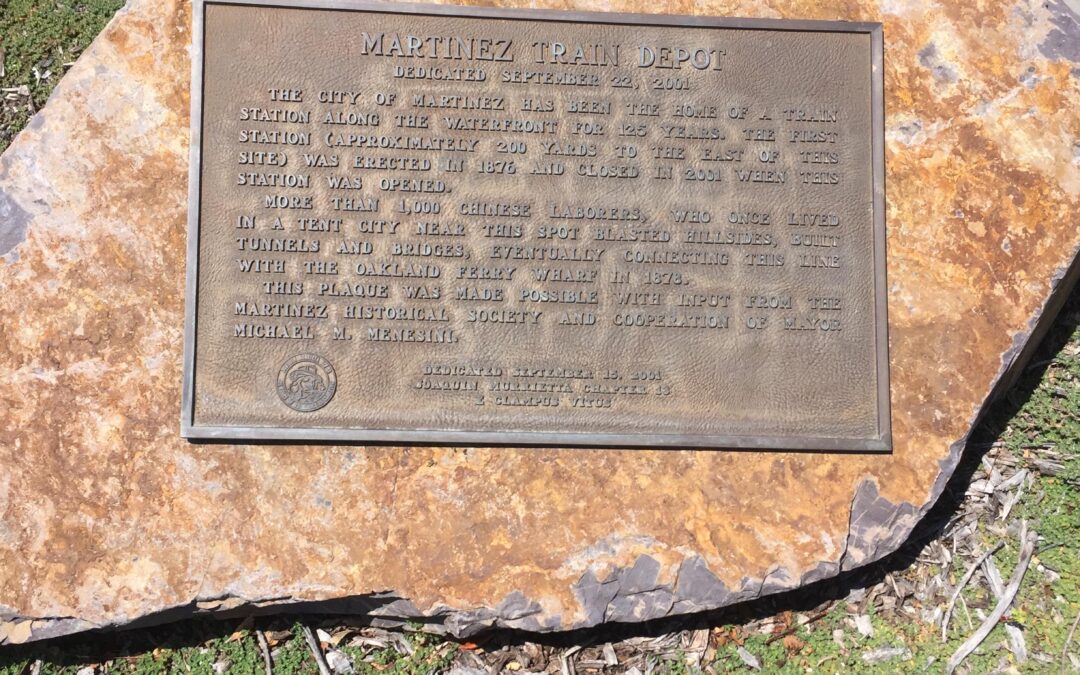 MARTINEZ TRAIN DEPOT
DEDICATED SEPTEMBER 22, 2001
THE CITY OF MARTINEZ HAS BEEN THE HOME OF A TRAIN
STATION ALONG THE WATERFRONT FOR 125 YEARS. THE FIRST
STATION (APPROXIMATELY 200 YARDS TO THE EAST OF THIS
SITE) WAS ERECTED IN 1876 AND CLOSED IN 2001 WHEN THIS
STATION WAS OPENED.
MORE THAN 1,000 CHINESE LABORERS, WHO ONCE LIVED
IN A TENT CITY NEAR THIS SPOT BLASTED HILLSIDES, BUILT
TUNNELS AND BRIDGES, EVENTUALLY CONNECTING THIS LINE
WITH THE OAKLAND FERRY WHARF IN 1878.
THIS PLAQUE WAS MADE POSSIBLE WITH INPUT FROM THE
MARTINEZ HISTORICAL SOCIETY AND COOPERATION OF MAYOR
MICHAEL M. MENESINI.
DEDICATED SEPTEMBER 15, 2001
JOAQUIN MURRIETTA CHAPTER 13
E CLAMPUS VITUS